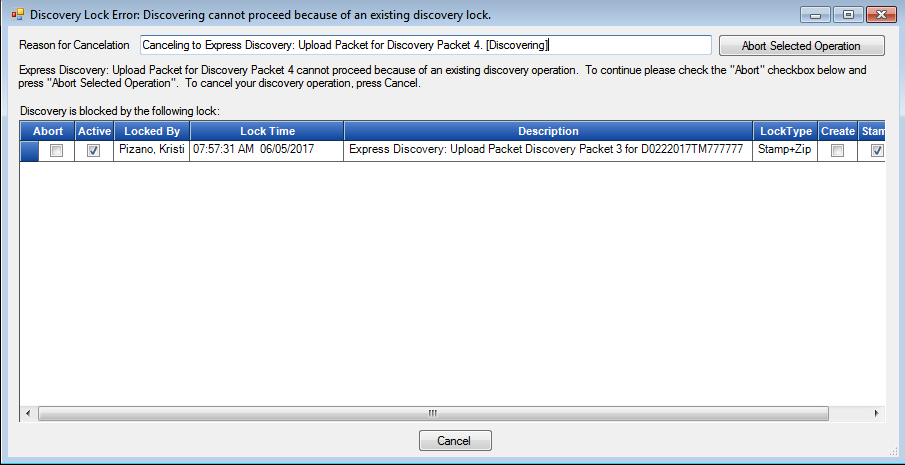 Discovery Lock Error: Discovering cannot proceed because of an existing discovery lock.
Reason for Cancelation Canceling to Express Discovery: Upload Packet for Discovery Packet 4. [Discovering] Abort Selected Operation
Express Discovery: Upload Packet for Discovery Packet 4 cannot proceed because of an existing discovery operation. To continue please check the "Abort" checkbox below and
press "Abort Selected Operation". To cancel your discovery operation, press Cancel.
Discovery is blocked by the following lock:
Abort Active Locked By Lock Time Description LockType Create Stam
Pizano, Kristi 07:57:31 AM 06/05/2017 Express Discovery: Upload Packet Discovery Packet 3 for D0222017TM777777 Stamp+Zip
Cancel